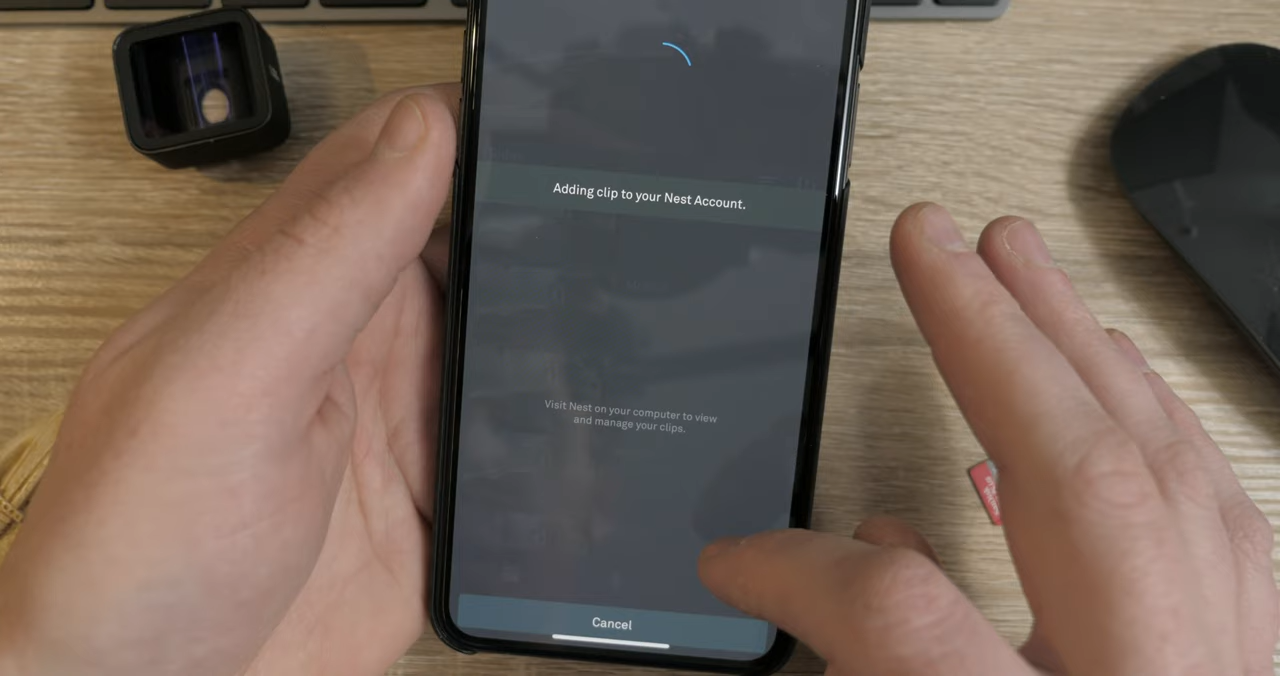 Adding clip to your Nest Account.
Visit Nest on your computer to view
and manage your clips.
Cancel